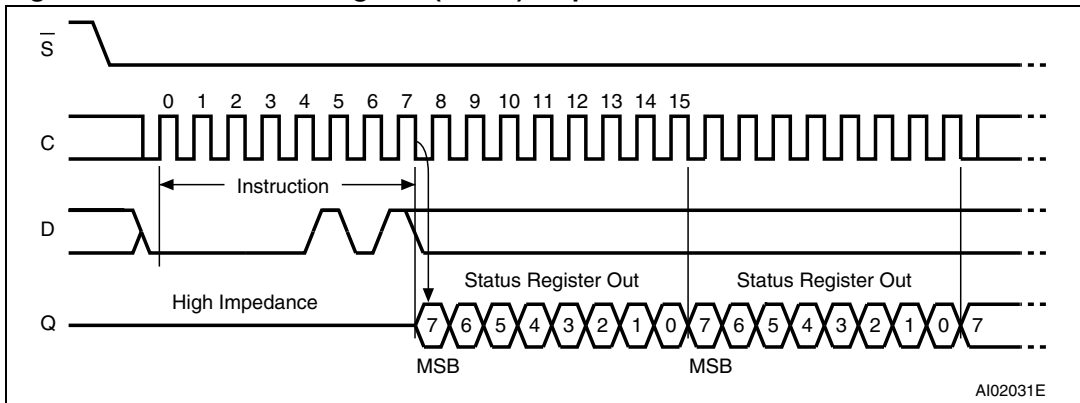 S
0 1 2 3 4 5 6 7 8 9 10 11 12 13 14 15
C
Instruction
D
High Impedance
Status Register Out Status Register Out
Q
7 6 5 4 3 2 1 0 7 6 5 4 3 2 1 0 7
MSB MSB
AI02031E